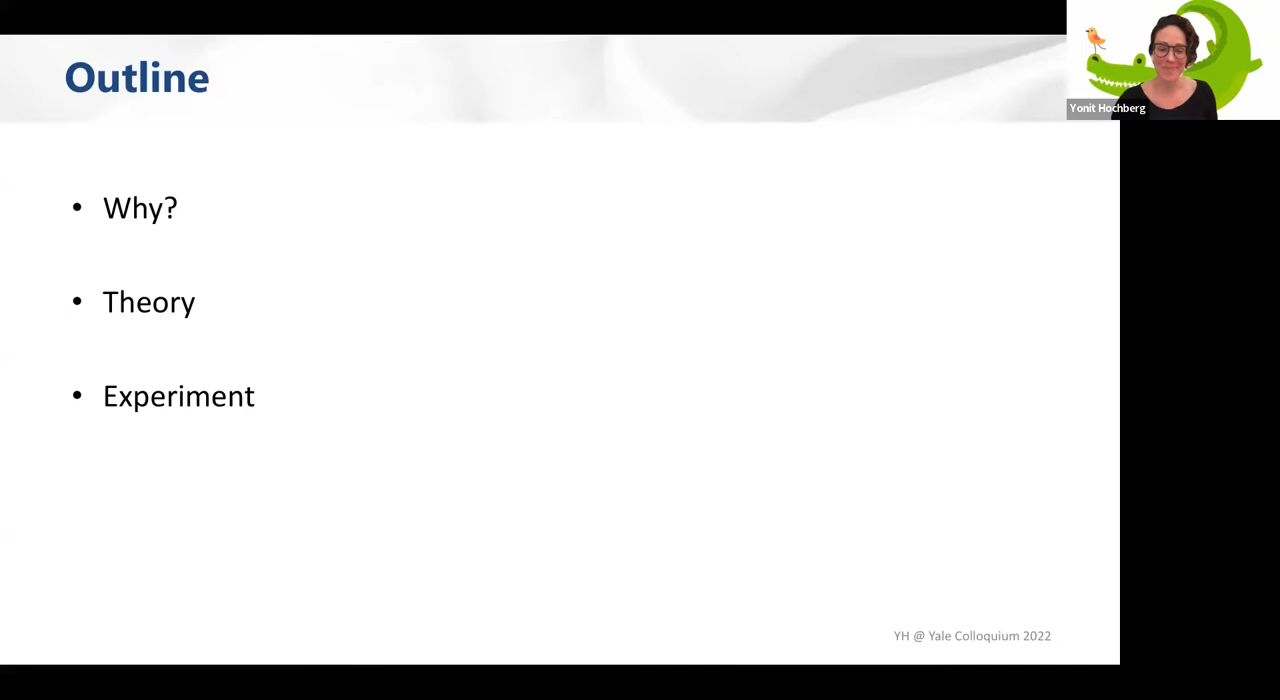 Outline
Yonit Hochberg
• Why?
• Theory
• Experiment
YH @ Yale Colloquium 2022